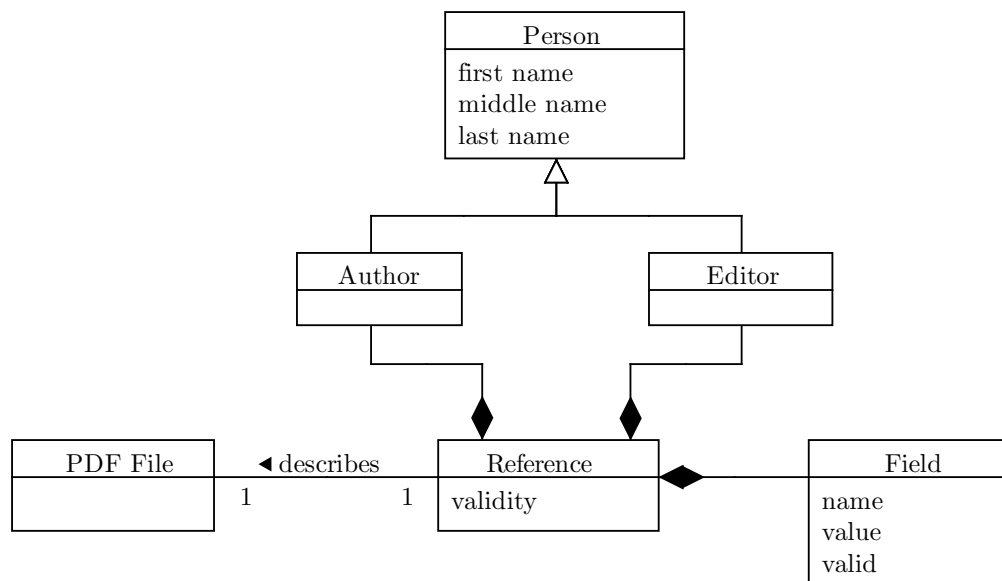 Person
first name
middle name
last name
Author
Editor
PDF File
◄ describes
1
1
Reference
validity
Field
name
value
valid